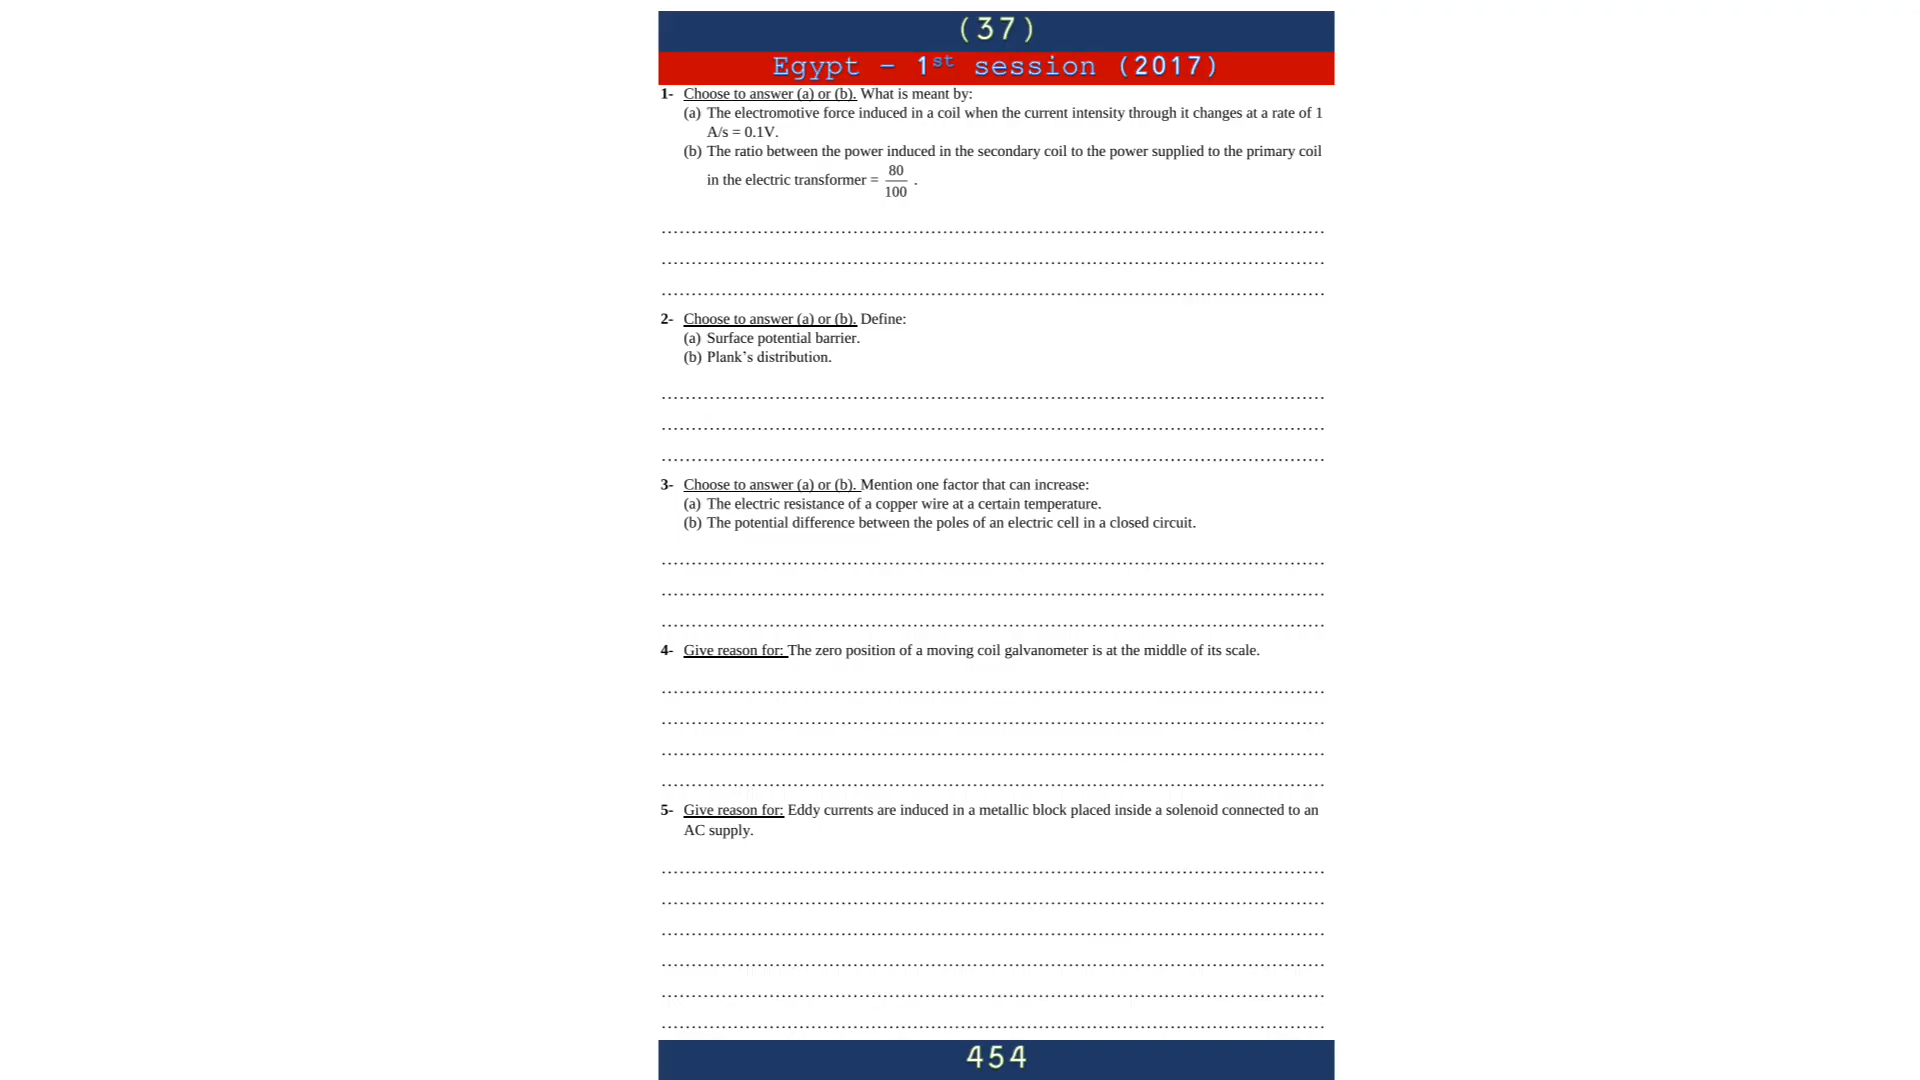 (37)
Egypt – 1st session (2017)
1- Choose to answer (a) or (b). What is meant by:
(a) The electromotive force induced in a coil when the current intensity through it changes at a rate of 1
A/s = 0.1V.
(b) The ratio between the power induced in the secondary coil to the power supplied to the primary coil
in the electric transformer = 80/100 .
2- Choose to answer (a) or (b). Define:
(a) Surface potential barrier.
(b) Plank’s distribution.
3- Choose to answer (a) or (b). Mention one factor that can increase:
(a) The electric resistance of a copper wire at a certain temperature.
(b) The potential difference between the poles of an electric cell in a closed circuit.
4- Give reason for: The zero position of a moving coil galvanometer is at the middle of its scale.
5- Give reason for: Eddy currents are induced in a metallic block placed inside a solenoid connected to an
AC supply.
454